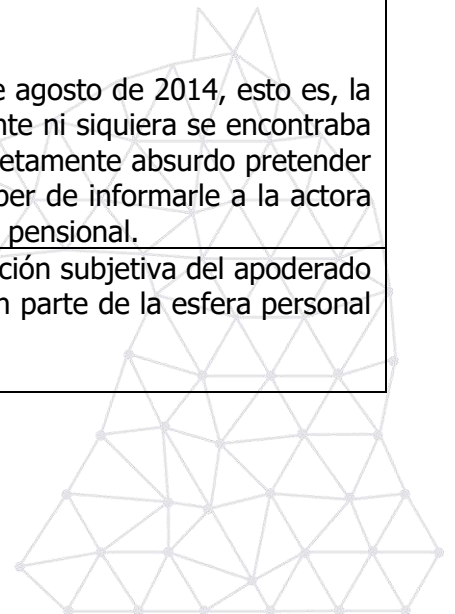 e agosto de 2014, esto es, la
nte ni siquiera se encontraba
etamente absurdo pretender
ber de informarle a la actora
pensional.
ción subjetiva del apoderado
n parte de la esfera personal